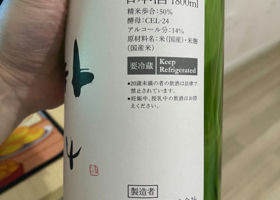 日本酒 1800ml
精米歩合:50%
酵母:CEL-24
アルコール分:14%
原材料名:米(国産)・米麹
(国産米)
要冷蔵 Keep
Refrigerated
●20歳未満の者の飲酒は法律で
禁止されています。
●妊娠中、授乳中の飲酒はお控
えください。
製造者